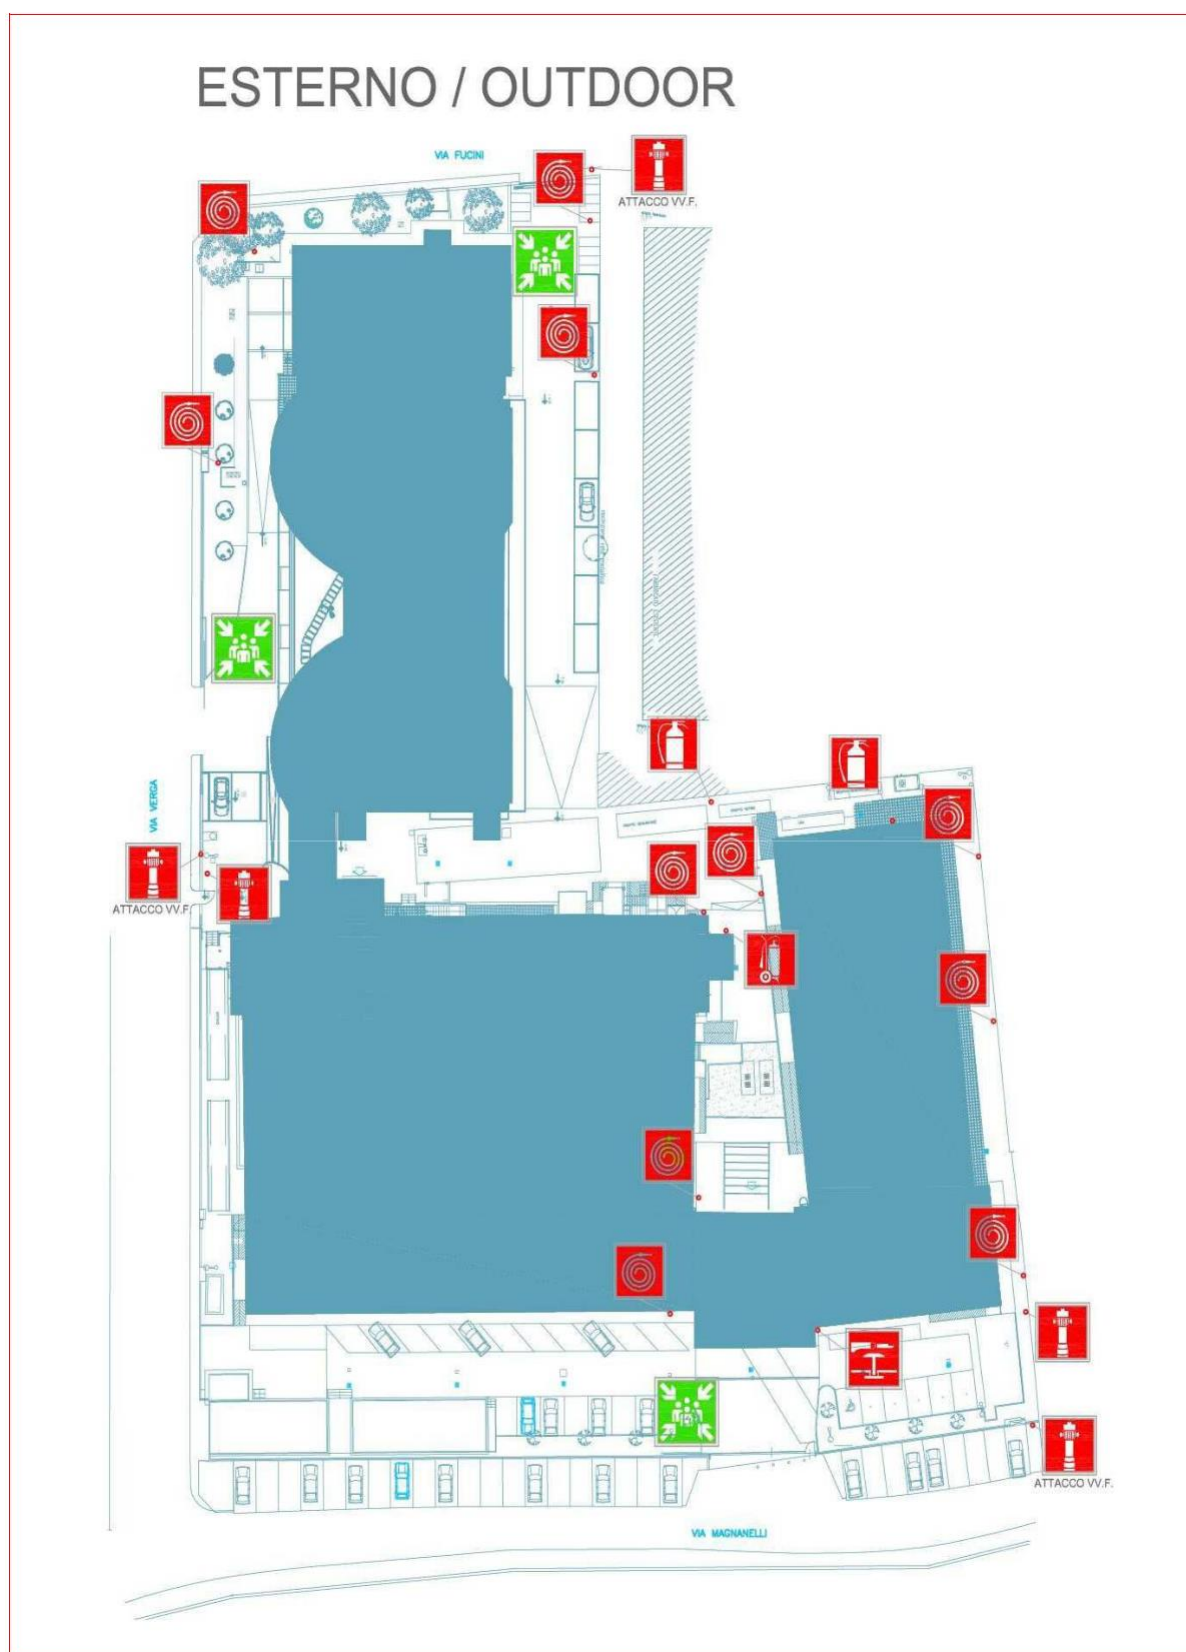 ESTERNO / OUTDOOR
VIA FUCINI
ATTACCO VV.F.
VIA VERGA
ATTACCO VV.F.
ATTACCO VV.F.
VIA MAGNANELLI